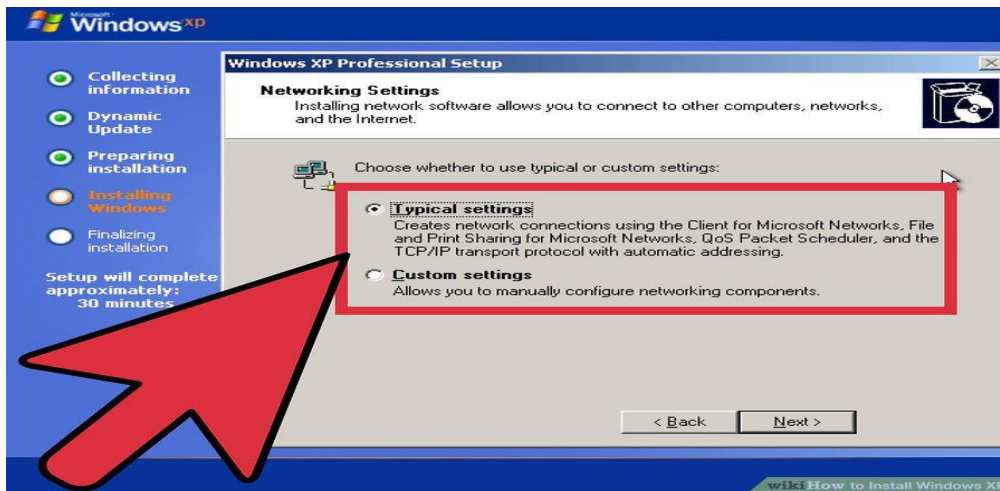 Microsoft
Windows xp
Collecting
information
Dynamic
Update
Preparing
installation
Installing
Windows
Finalizing
installation
Setup will complete
approximately:
30 minutes
Windows XP Professional Setup
Networking Settings
Installing network software allows you to connect to other computers, networks,
and the Internet.
Choose whether to use typical or custom settings:
Typical settings
Creates network connections using the Client for Microsoft Networks, File
and Print Sharing for Microsoft Networks, QoS Packet Scheduler, and the
TCP/IP transport protocol with automatic addressing.
Custom settings
Allows you to manually configure networking components.
< Back
Next >
wikiHow to Install Windows XP